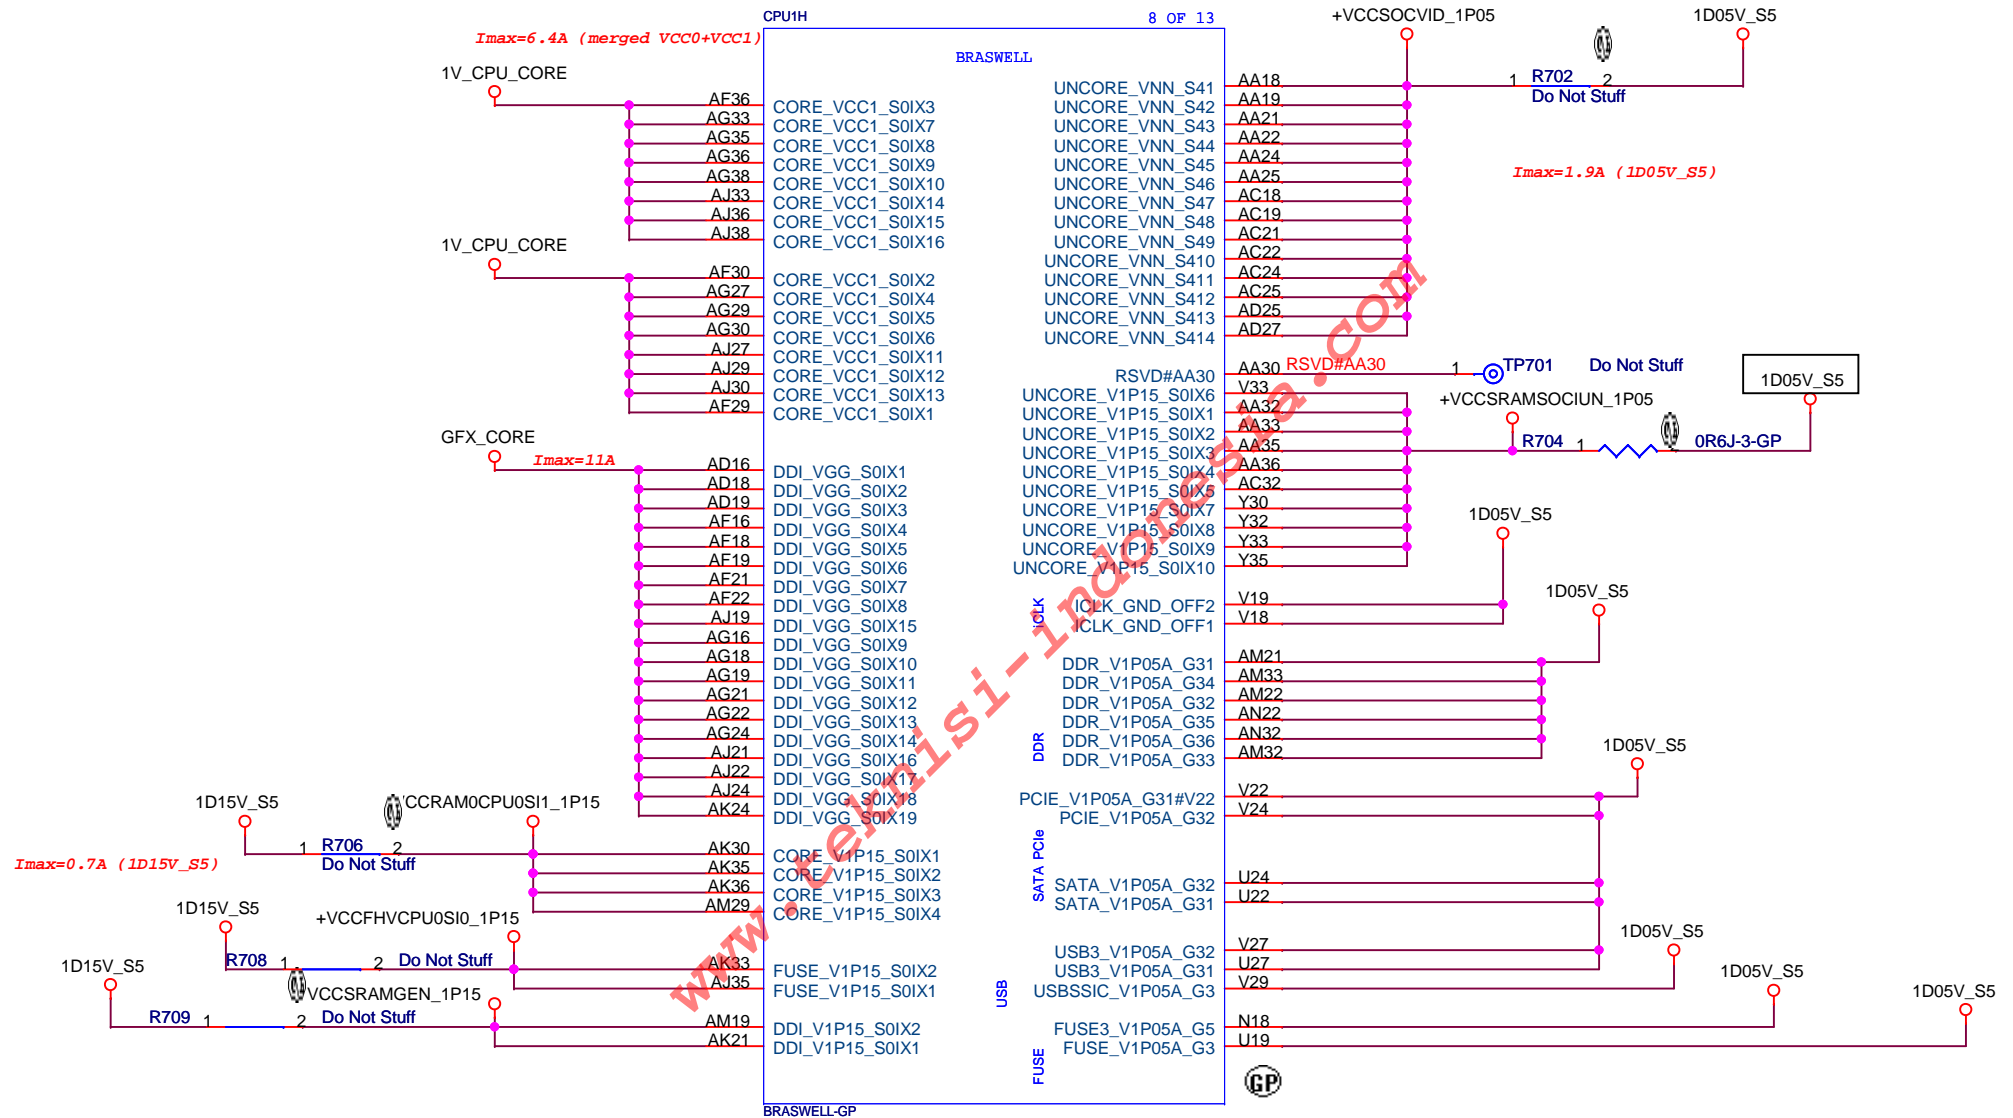 CPU1H
8 OF 13
BRASWELL
Imax=6.4A (merged VCC0+VCC1)
1V_CPU_CORE
AF36 CORE_VCC1_S0IX3
AG33 CORE_VCC1_S0IX7
AG35 CORE_VCC1_S0IX8
AG36 CORE_VCC1_S0IX9
AG38 CORE_VCC1_S0IX10
AJ33 CORE_VCC1_S0IX14
AJ36 CORE_VCC1_S0IX15
AJ38 CORE_VCC1_S0IX16
1V_CPU_CORE
AF30 CORE_VCC1_S0IX2
AG27 CORE_VCC1_S0IX4
AG29 CORE_VCC1_S0IX5
AG30 CORE_VCC1_S0IX6
AJ27 CORE_VCC1_S0IX11
AJ29 CORE_VCC1_S0IX12
AJ30 CORE_VCC1_S0IX13
AF29 CORE_VCC1_S0IX1
GFX_CORE
Imax=11A
AD16 DDI_VGG_S0IX1
AD18 DDI_VGG_S0IX2
AD19 DDI_VGG_S0IX3
AF16 DDI_VGG_S0IX4
AF18 DDI_VGG_S0IX5
AF19 DDI_VGG_S0IX6
AF21 DDI_VGG_S0IX7
AF22 DDI_VGG_S0IX8
AJ19 DDI_VGG_S0IX15
AG16 DDI_VGG_S0IX9
AG18 DDI_VGG_S0IX10
AG19 DDI_VGG_S0IX11
AG21 DDI_VGG_S0IX12
AG22 DDI_VGG_S0IX13
AG24 DDI_VGG_S0IX14
AJ21 DDI_VGG_S0IX16
AJ22 DDI_VGG_S0IX17
AJ24 DDI_VGG_S0IX18
AK24 DDI_VGG_S0IX19
1D15V_S5
CCRAM0CPU0SI1_1P15
1 R706 2
Do Not Stuff
Imax=0.7A (1D15V_S5)
AK30 CORE_V1P15_S0IX1
AK35 CORE_V1P15_S0IX2
AK36 CORE_V1P15_S0IX3
AM29 CORE_V1P15_S0IX4
1D15V_S5
+VCCFHVCPU0SI0_1P15
R708 1 2 Do Not Stuff
AK33 FUSE_V1P15_S0IX2
AJ35 FUSE_V1P15_S0IX1
1D15V_S5
VCCSRAMGEN_1P15
R709 1 2 Do Not Stuff
AM19 DDI_V1P15_S0IX2
AK21 DDI_V1P15_S0IX1
+VCCSOCVID_1P05
1D05V_S5
1 R702 2
Do Not Stuff
Imax=1.9A (1D05V_S5)
UNCORE_VNN_S41 AA18
UNCORE_VNN_S42 AA19
UNCORE_VNN_S43 AA21
UNCORE_VNN_S44 AA22
UNCORE_VNN_S45 AA24
UNCORE_VNN_S46 AA25
UNCORE_VNN_S47 AC18
UNCORE_VNN_S48 AC19
UNCORE_VNN_S49 AC21
UNCORE_VNN_S410 AC22
UNCORE_VNN_S411 AC24
UNCORE_VNN_S412 AC25
UNCORE_VNN_S413 AD25
UNCORE_VNN_S414 AD27
RSVD#AA30 AA30 RSVD#AA30 1 TP701 Do Not Stuff
1D05V_S5
+VCCSRAMSOCIUN_1P05
R704 1 0R6J-3-GP
UNCORE_V1P15_S0IX6 V33
UNCORE_V1P15_S0IX1 AA32
UNCORE_V1P15_S0IX2 AA33
UNCORE_V1P15_S0IX3 AA35
UNCORE_V1P15_S0IX4 AA36
UNCORE_V1P15_S0IX5 AC32
UNCORE_V1P15_S0IX7 Y30
UNCORE_V1P15_S0IX8 Y32
UNCORE_V1P15_S0IX9 Y33
UNCORE_V1P15_S0IX10 Y35
1D05V_S5
iCLK
ICLK_GND_OFF2 V19
ICLK_GND_OFF1 V18
1D05V_S5
DDR
DDR_V1P05A_G31 AM21
DDR_V1P05A_G34 AM33
DDR_V1P05A_G32 AM22
DDR_V1P05A_G35 AN22
DDR_V1P05A_G36 AN32
DDR_V1P05A_G33 AM32
1D05V_S5
SATA PCIe
PCIE_V1P05A_G31#V22 V22
PCIE_V1P05A_G32 V24
SATA_V1P05A_G32 U24
SATA_V1P05A_G31 U22
USB
USB3_V1P05A_G32 V27
USB3_V1P05A_G31 U27
USBSSIC_V1P05A_G3 V29
1D05V_S5
1D05V_S5
1D05V_S5
FUSE
FUSE3_V1P05A_G5 N18
FUSE_V1P05A_G3 U19
GP
BRASWELL-GP
www.teknisi-indonesia.com